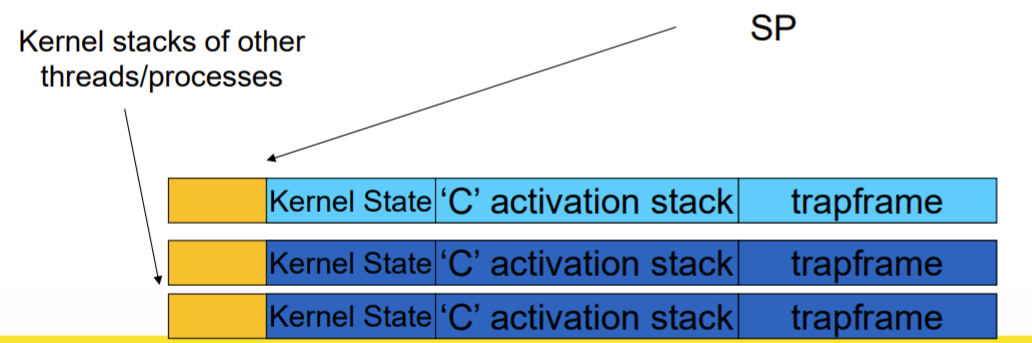 SP
Kernel stacks of other
threads/processes
Kernel State ‘C’ activation stack trapframe
Kernel State ‘C’ activation stack trapframe
Kernel State ‘C’ activation stack trapframe